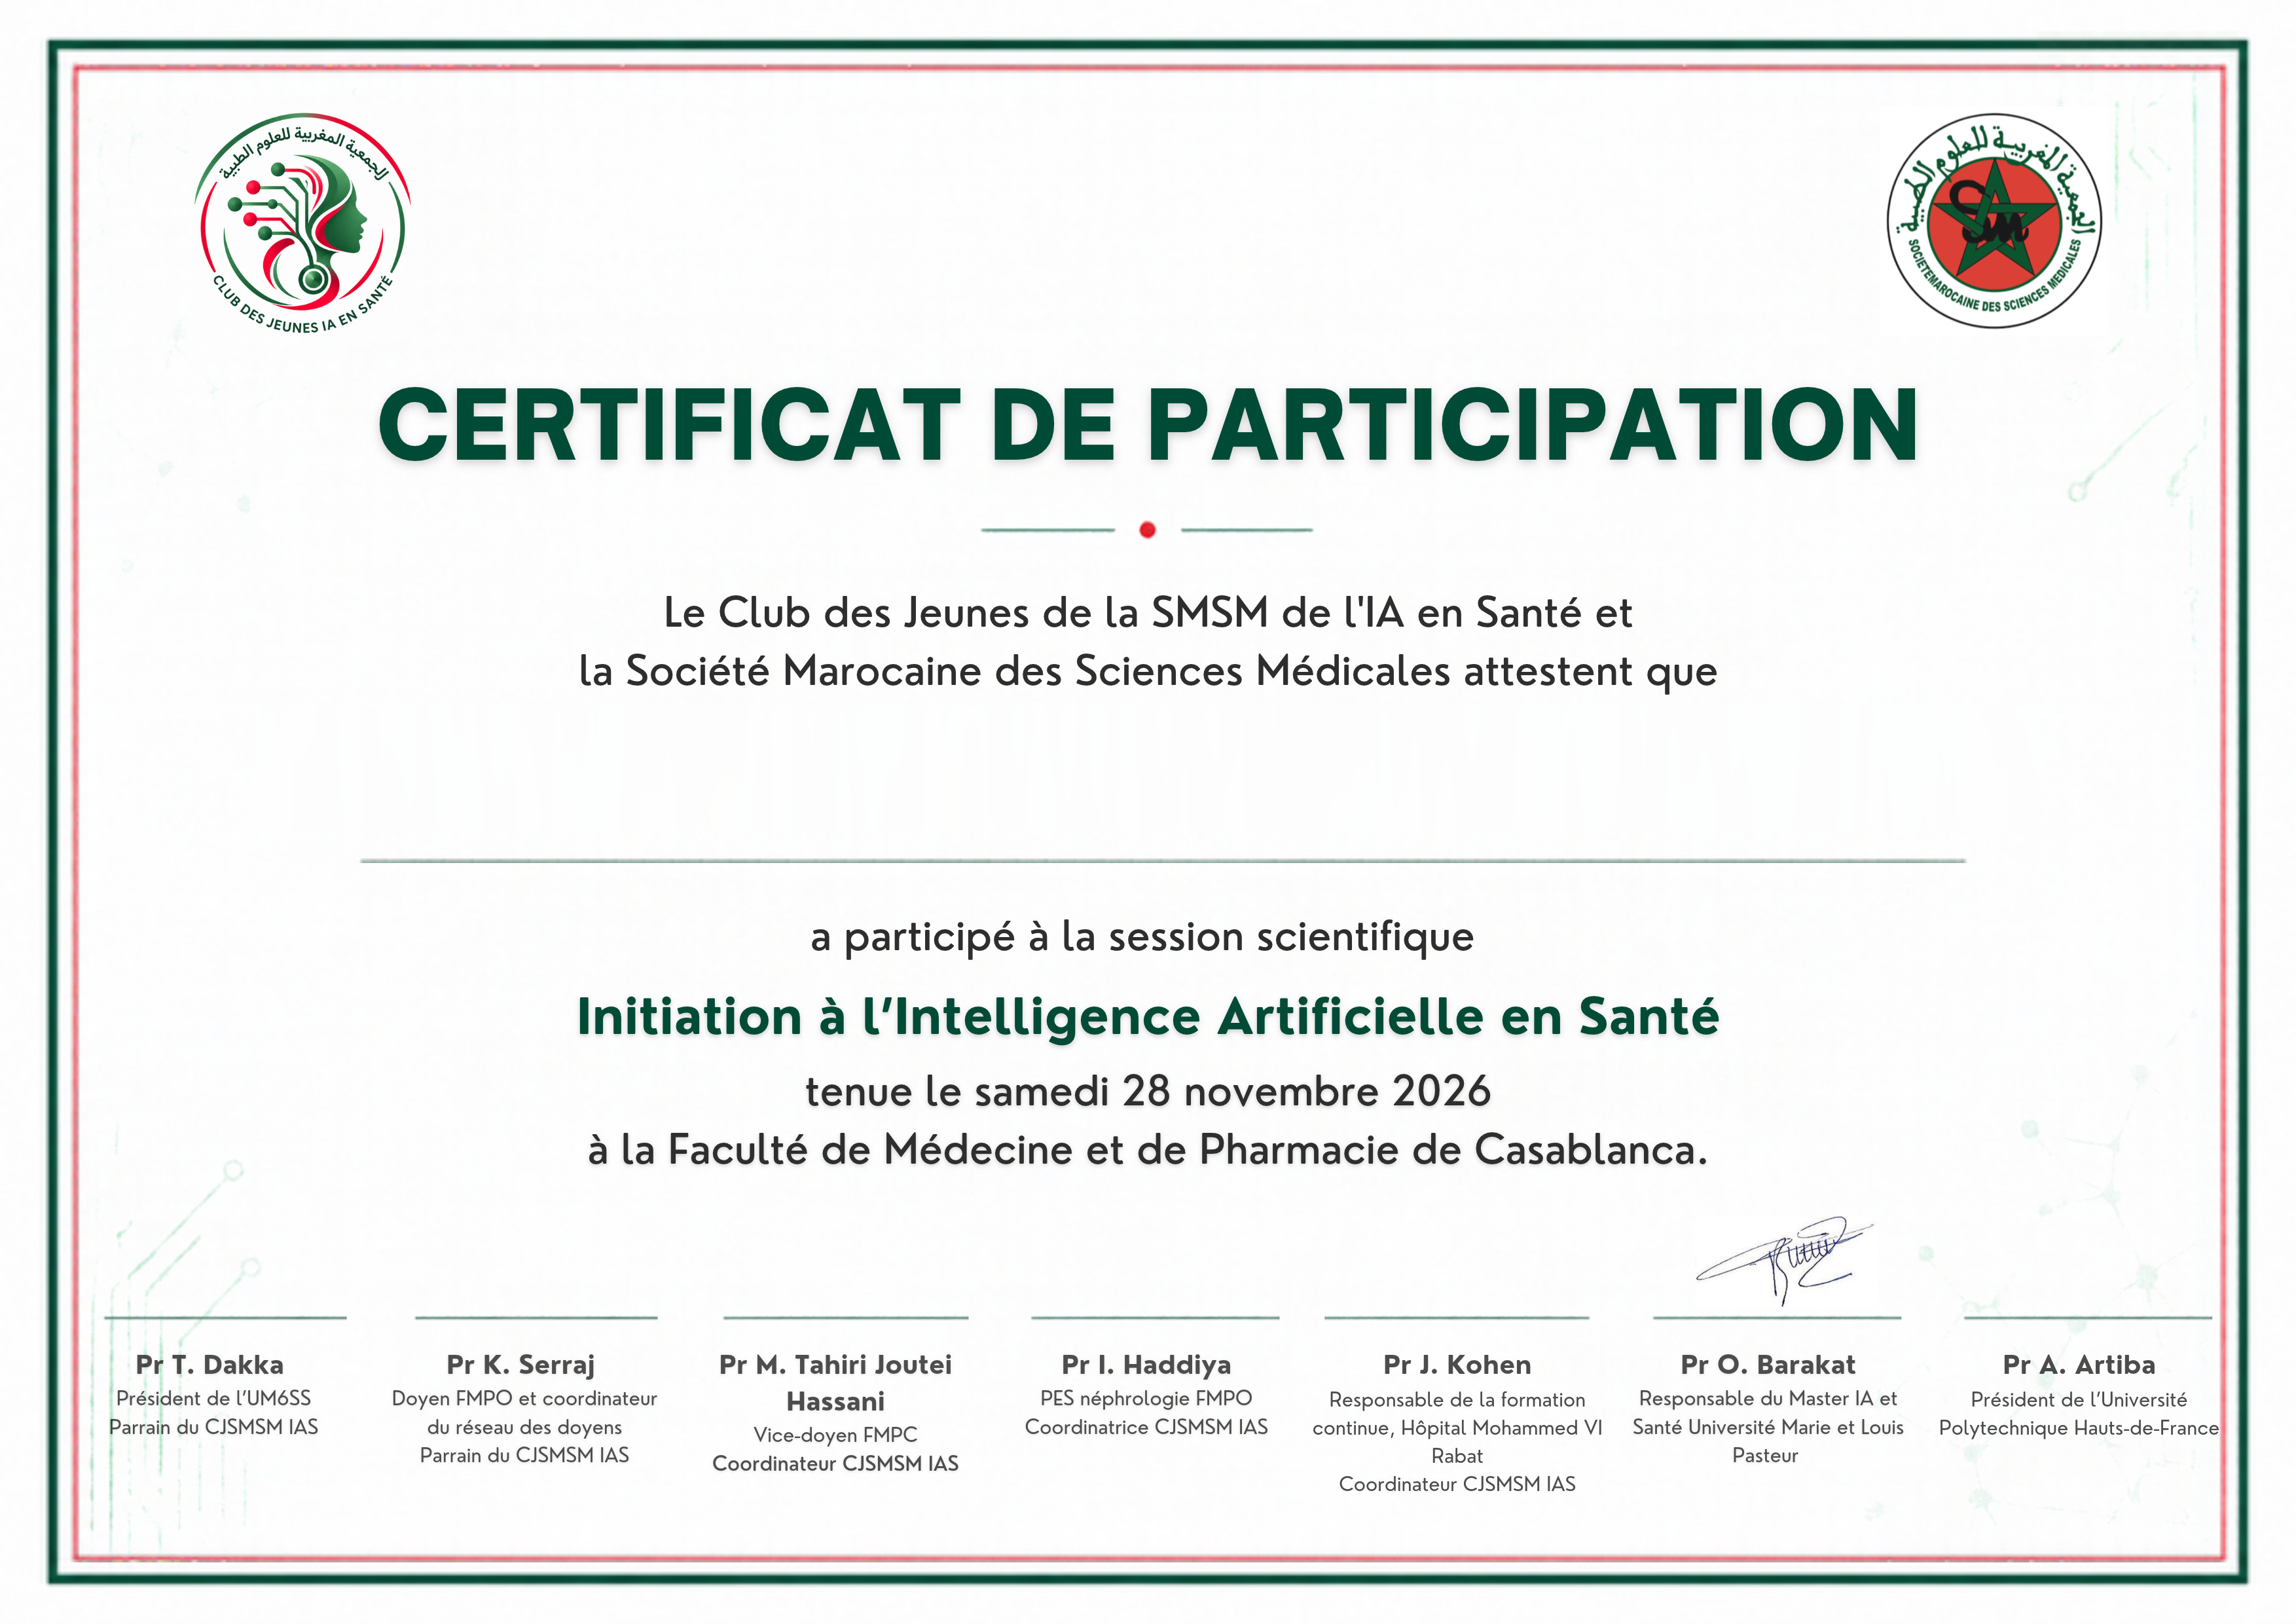 الجمعية المغربية للعلوم الطبية
CLUB DES JEUNES IA EN SANTÉ
الجمعية المغربية للعلوم الطبية
SM
SOCIETE MAROCAINE DES SCIENCES MEDICALES
CERTIFICAT DE PARTICIPATION
Le Club des Jeunes de la SMSM de l'IA en Santé et
la Société Marocaine des Sciences Médicales attestent que
a participé à la session scientifique
Initiation à l’Intelligence Artificielle en Santé
tenue le samedi 28 novembre 2026
à la Faculté de Médecine et de Pharmacie de Casablanca.
Pr T. Dakka
Président de l’UM6SS
Parrain du CJSMSM IAS
Pr K. Serraj
Doyen FMPO et coordinateur
du réseau des doyens
Parrain du CJSMSM IAS
Pr M. Tahiri Joutei
Hassani
Vice-doyen FMPC
Coordinateur CJSMSM IAS
Pr I. Haddiya
PES néphrologie FMPO
Coordinatrice CJSMSM IAS
Pr J. Kohen
Responsable de la formation
continue, Hôpital Mohammed VI
Rabat
Coordinateur CJSMSM IAS
Pr O. Barakat
Responsable du Master IA et
Santé Université Marie et Louis
Pasteur
Pr A. Artiba
Président de l’Université
Polytechnique Hauts-de-France